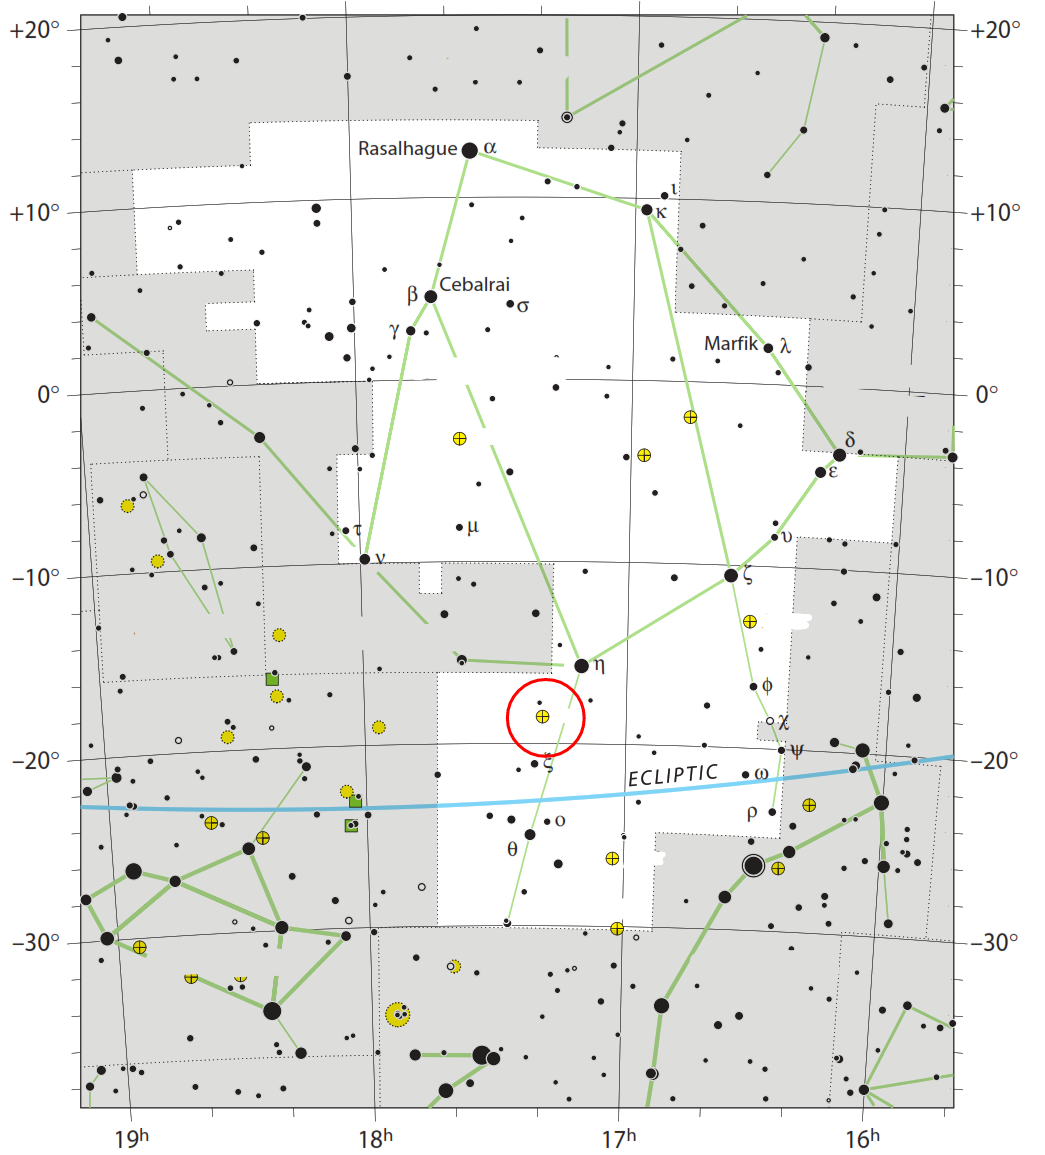 +20° +20°
Rasalhague α
ι
+10° κ +10°
Cebalrai
β σ
γ
Marfik λ
0° 0°
δ
ε
τ μ
υ
ν
−10° ζ −10°
η
φ
χ
ξ ψ
−20° −20°
ECLIPTIC ω
ο ρ
θ
−30° −30°
19h 18h 17h 16h